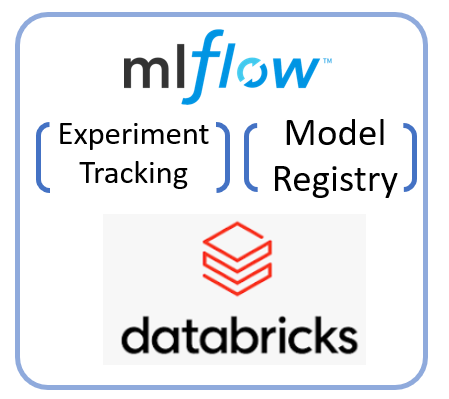 mlflow™
Experiment Model
Tracking Registry
databricks